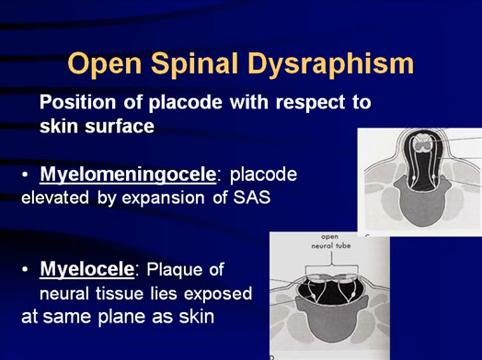 Open Spinal Dysraphism
Position of placode with respect to
skin surface
• Myelomeningocele: placode
elevated by expansion of SAS
open
neural tube
• Myelocele: Plaque of
neural tissue lies exposed
at same plane as skin